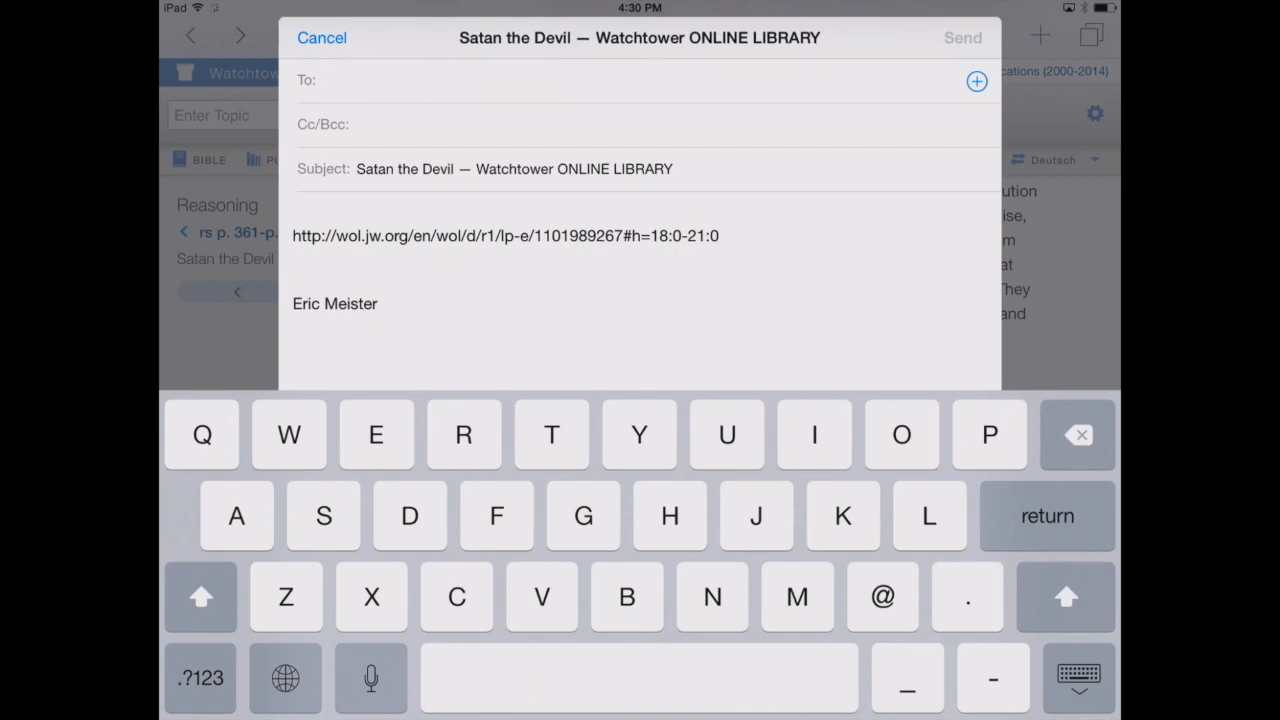 iPad
4:30 PM
Cancel
Satan the Devil — Watchtower ONLINE LIBRARY
Send
Watchtow
cations (2000-2014)
To:
Enter Topic
Cc/Bcc:
BIBLE
PU
Deutsch
Subject: Satan the Devil — Watchtower ONLINE LIBRARY
Reasoning
rs p. 361-p.
Satan the Devil
ution
ise,
m
at
They
and
http://wol.jw.org/en/wol/d/r1/lp-e/1101989267#h=18:0-21:0
Eric Meister
Q W E R T Y U I O P
A S D F G H J K L return
Z X C V B N M @ .
.?123 _ -